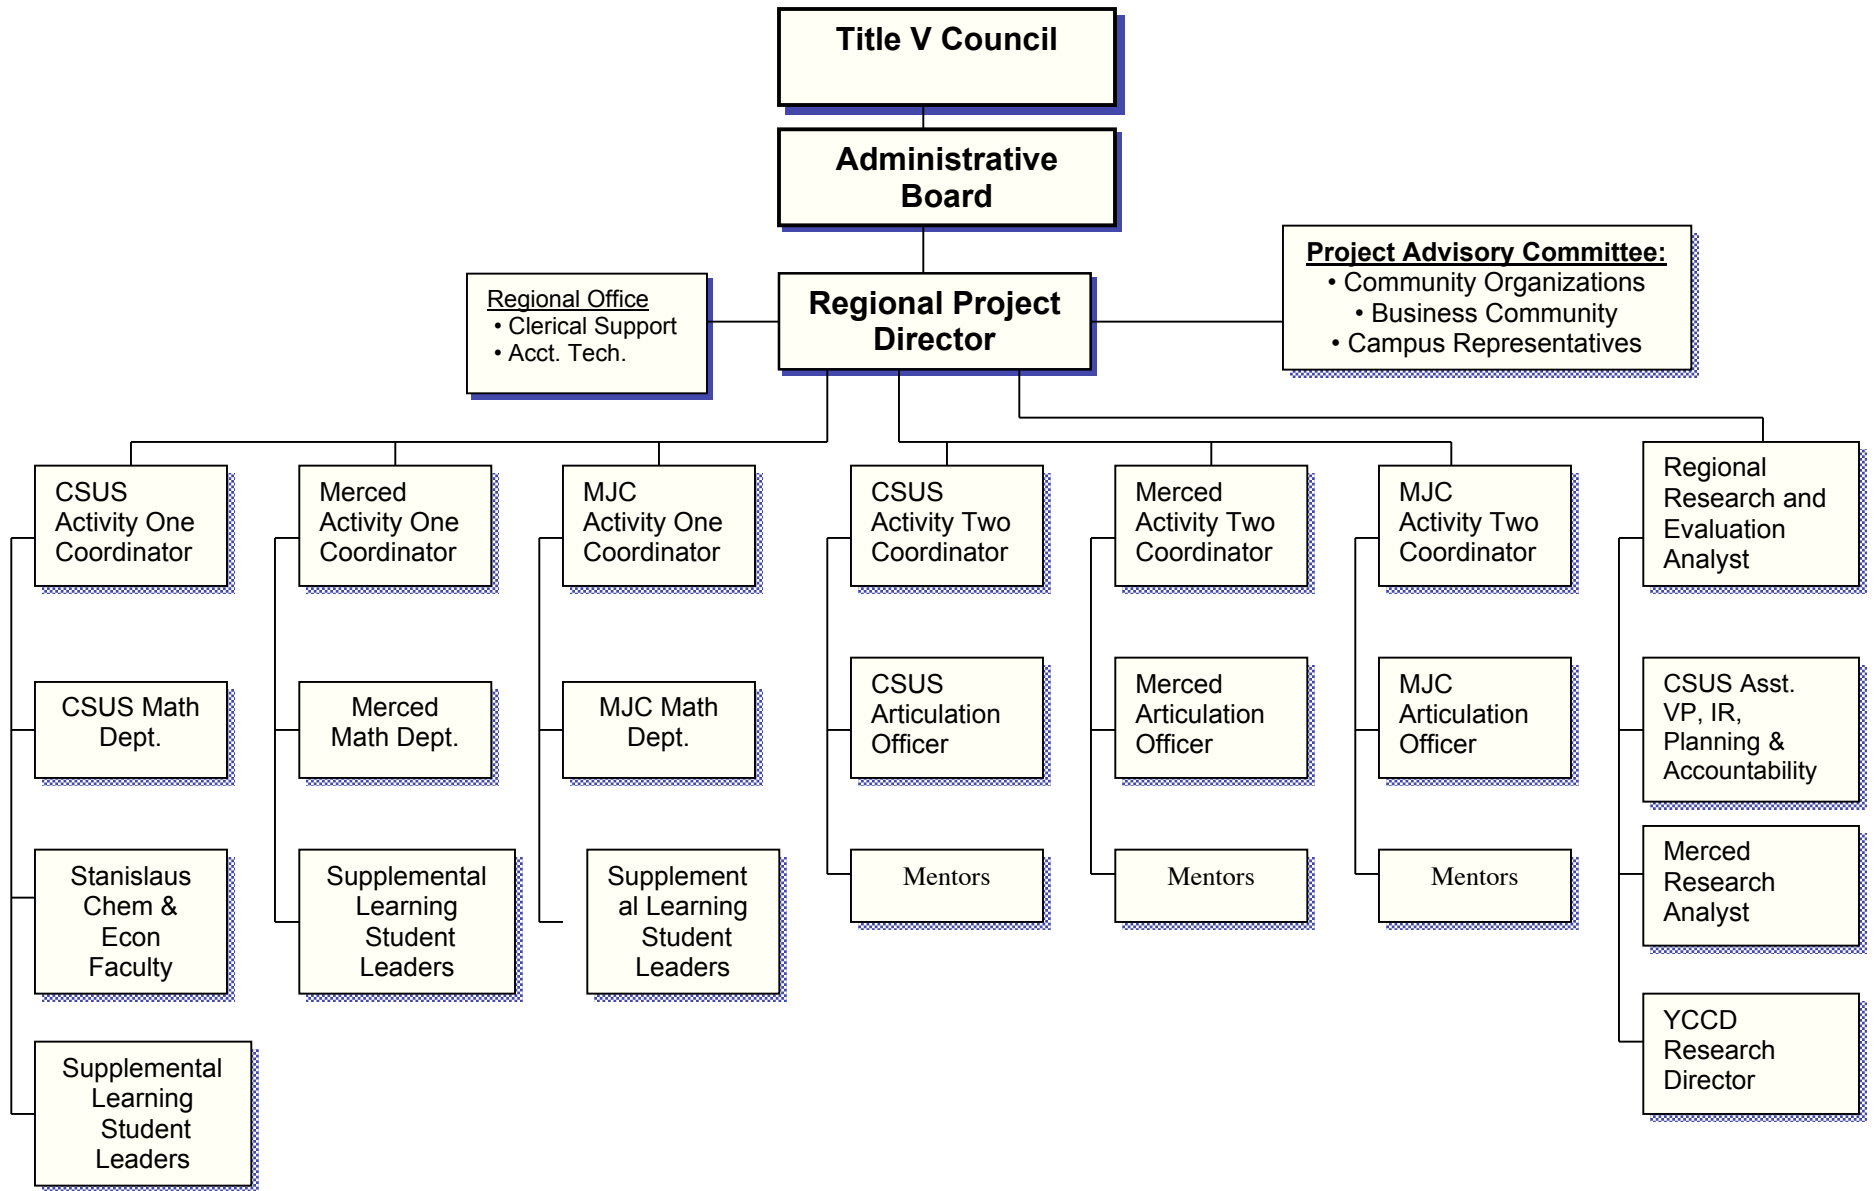 Title V Council
Administrative
Board
Regional Office
• Clerical Support
• Acct. Tech.
Regional Project
Director
Project Advisory Committee:
• Community Organizations
• Business Community
• Campus Representatives
CSUS
Activity One
Coordinator
Merced
Activity One
Coordinator
MJC
Activity One
Coordinator
CSUS
Activity Two
Coordinator
Merced
Activity Two
Coordinator
MJC
Activity Two
Coordinator
Regional
Research and
Evaluation
Analyst
CSUS Math
Dept.
Merced
Math Dept.
MJC Math
Dept.
CSUS
Articulation
Officer
Merced
Articulation
Officer
MJC
Articulation
Officer
CSUS Asst.
VP, IR,
Planning &
Accountability
Stanislaus
Chem &
Econ
Faculty
Supplemental
Learning
Student
Leaders
Supplement
al Learning
Student
Leaders
Mentors
Mentors
Mentors
Merced
Research
Analyst
Supplemental
Learning
Student
Leaders
YCCD
Research
Director